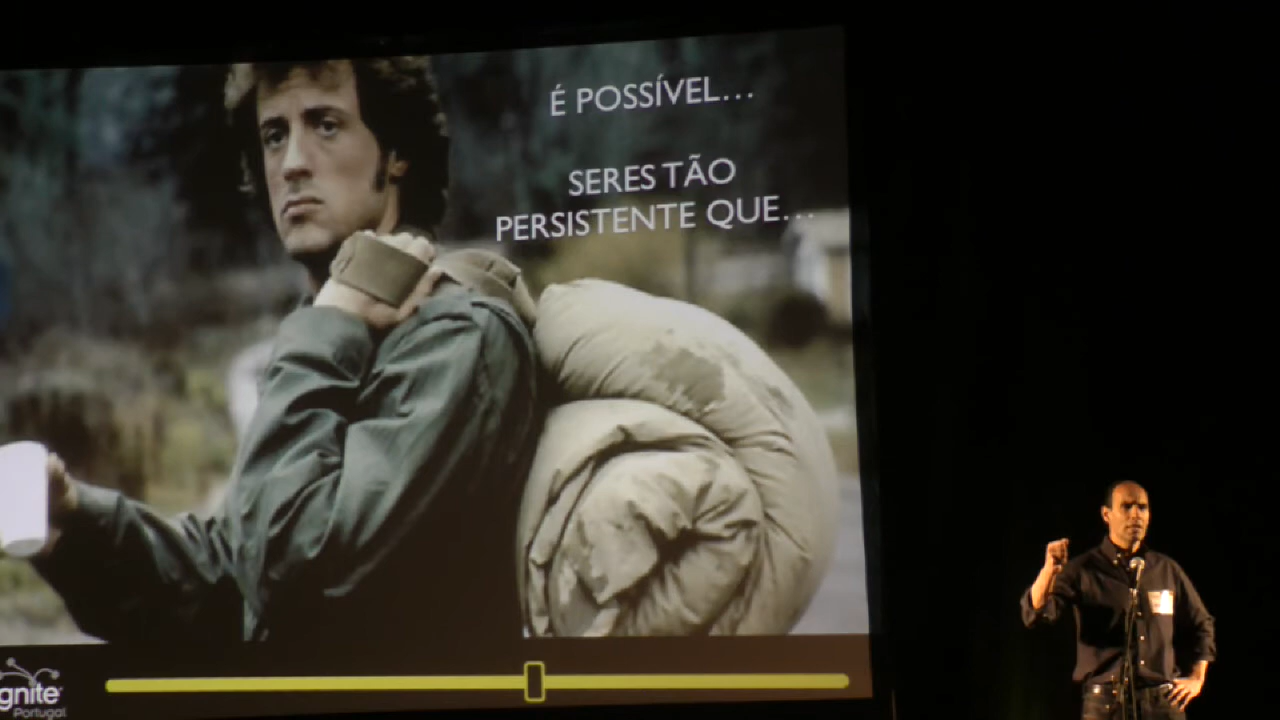 É POSSÍVEL...
SERES TÃO
PERSISTENTE QUE...
gnite
Portugal